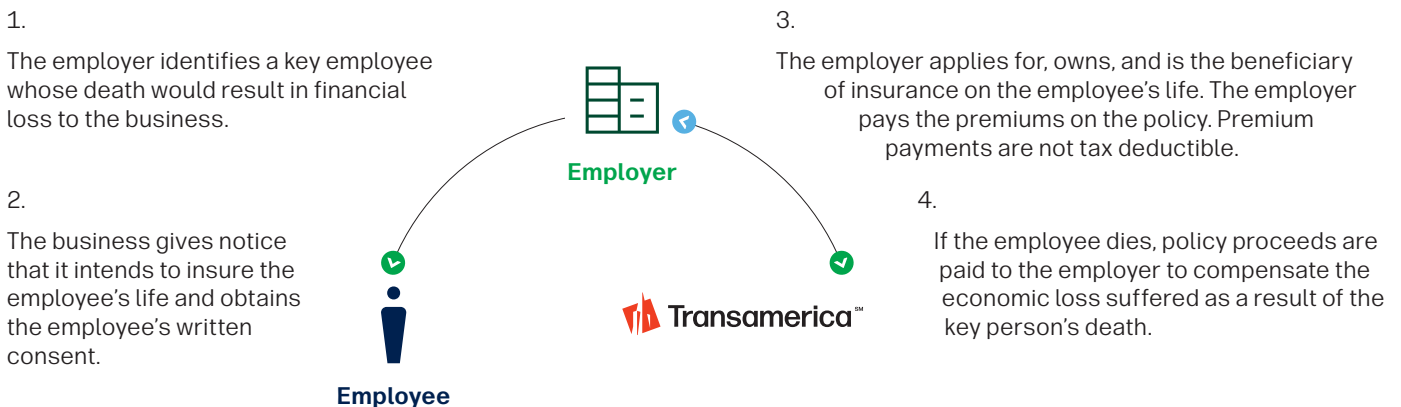 1.
The employer identifies a key employee
whose death would result in financial
loss to the business.
2.
The business gives notice
that it intends to insure the
employee’s life and obtains
the employee’s written
consent.
Employer
Employee
Transamerica℠
3.
The employer applies for, owns, and is the beneficiary
of insurance on the employee’s life. The employer
pays the premiums on the policy. Premium
payments are not tax deductible.
4.
If the employee dies, policy proceeds are
paid to the employer to compensate the
economic loss suffered as a result of the
key person’s death.